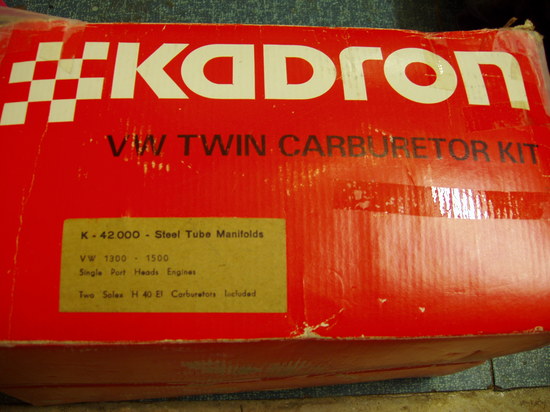 KADRON
VW TWIN CARBURETOR KIT
K - 42.000 - Steel Tube Manifolds
VW 1300 - 1500
Single Port Heads Engines
Two Solex H 40 EI Carburetors Included